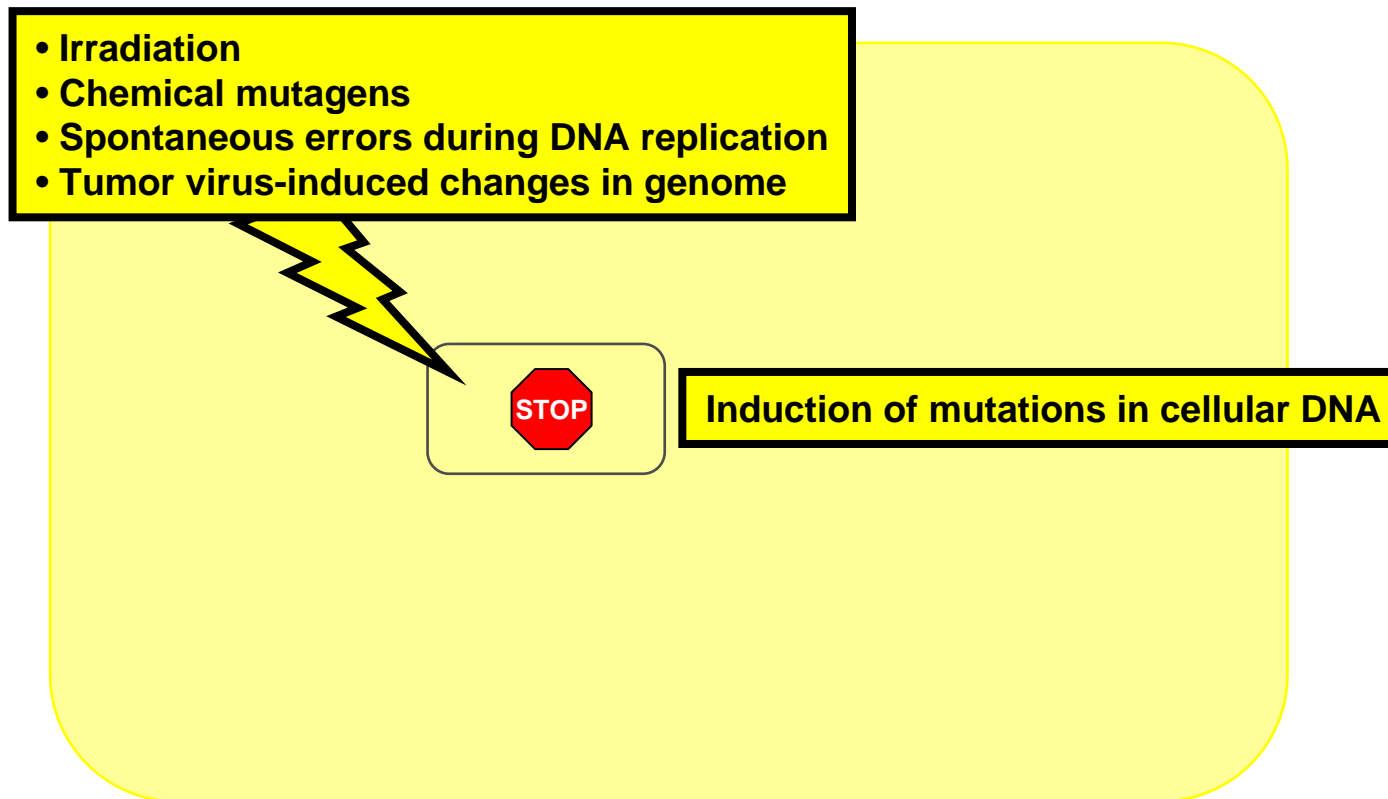 • Irradiation
• Chemical mutagens
• Spontaneous errors during DNA replication
• Tumor virus-induced changes in genome
STOP
Induction of mutations in cellular DNA